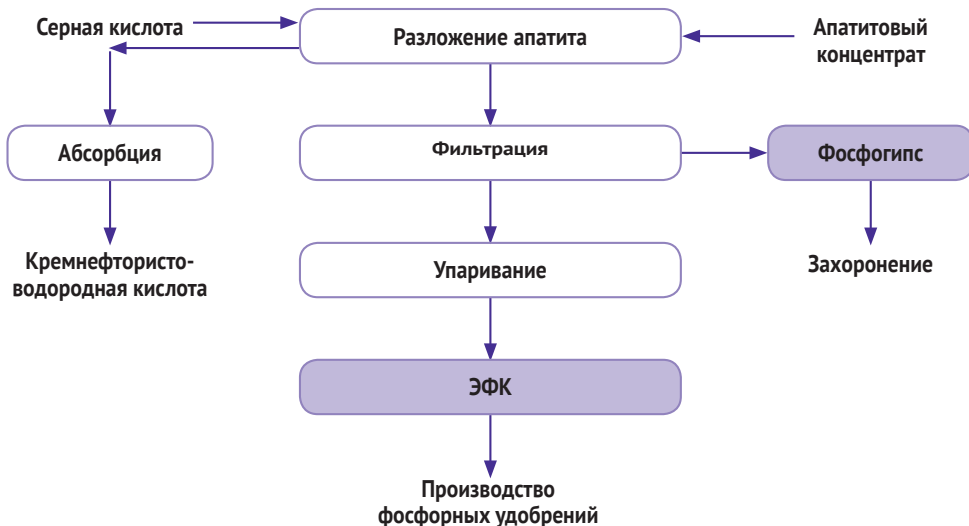 Серная кислота
Разложение апатита
Апатитовый
концентрат
Абсорбция
Фильтрация
Фосфогипс
Кремнефтористо-
водородная кислота
Упаривание
Захоронение
ЭФК
Производство
фосфорных удобрений